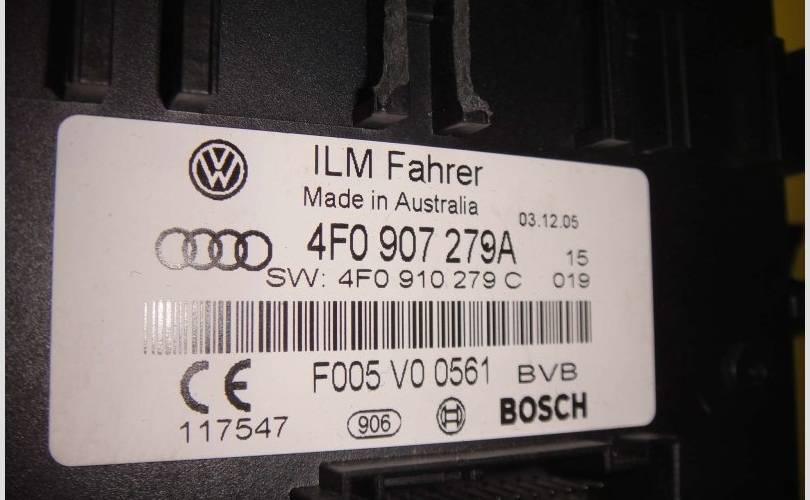 ILM Fahrer
Made in Australia
03.12.05
4F0 907 279A 15
SW: 4F0 910 279 C 019
F005 V0 0561 BVB
CE
117547 906 BOSCH